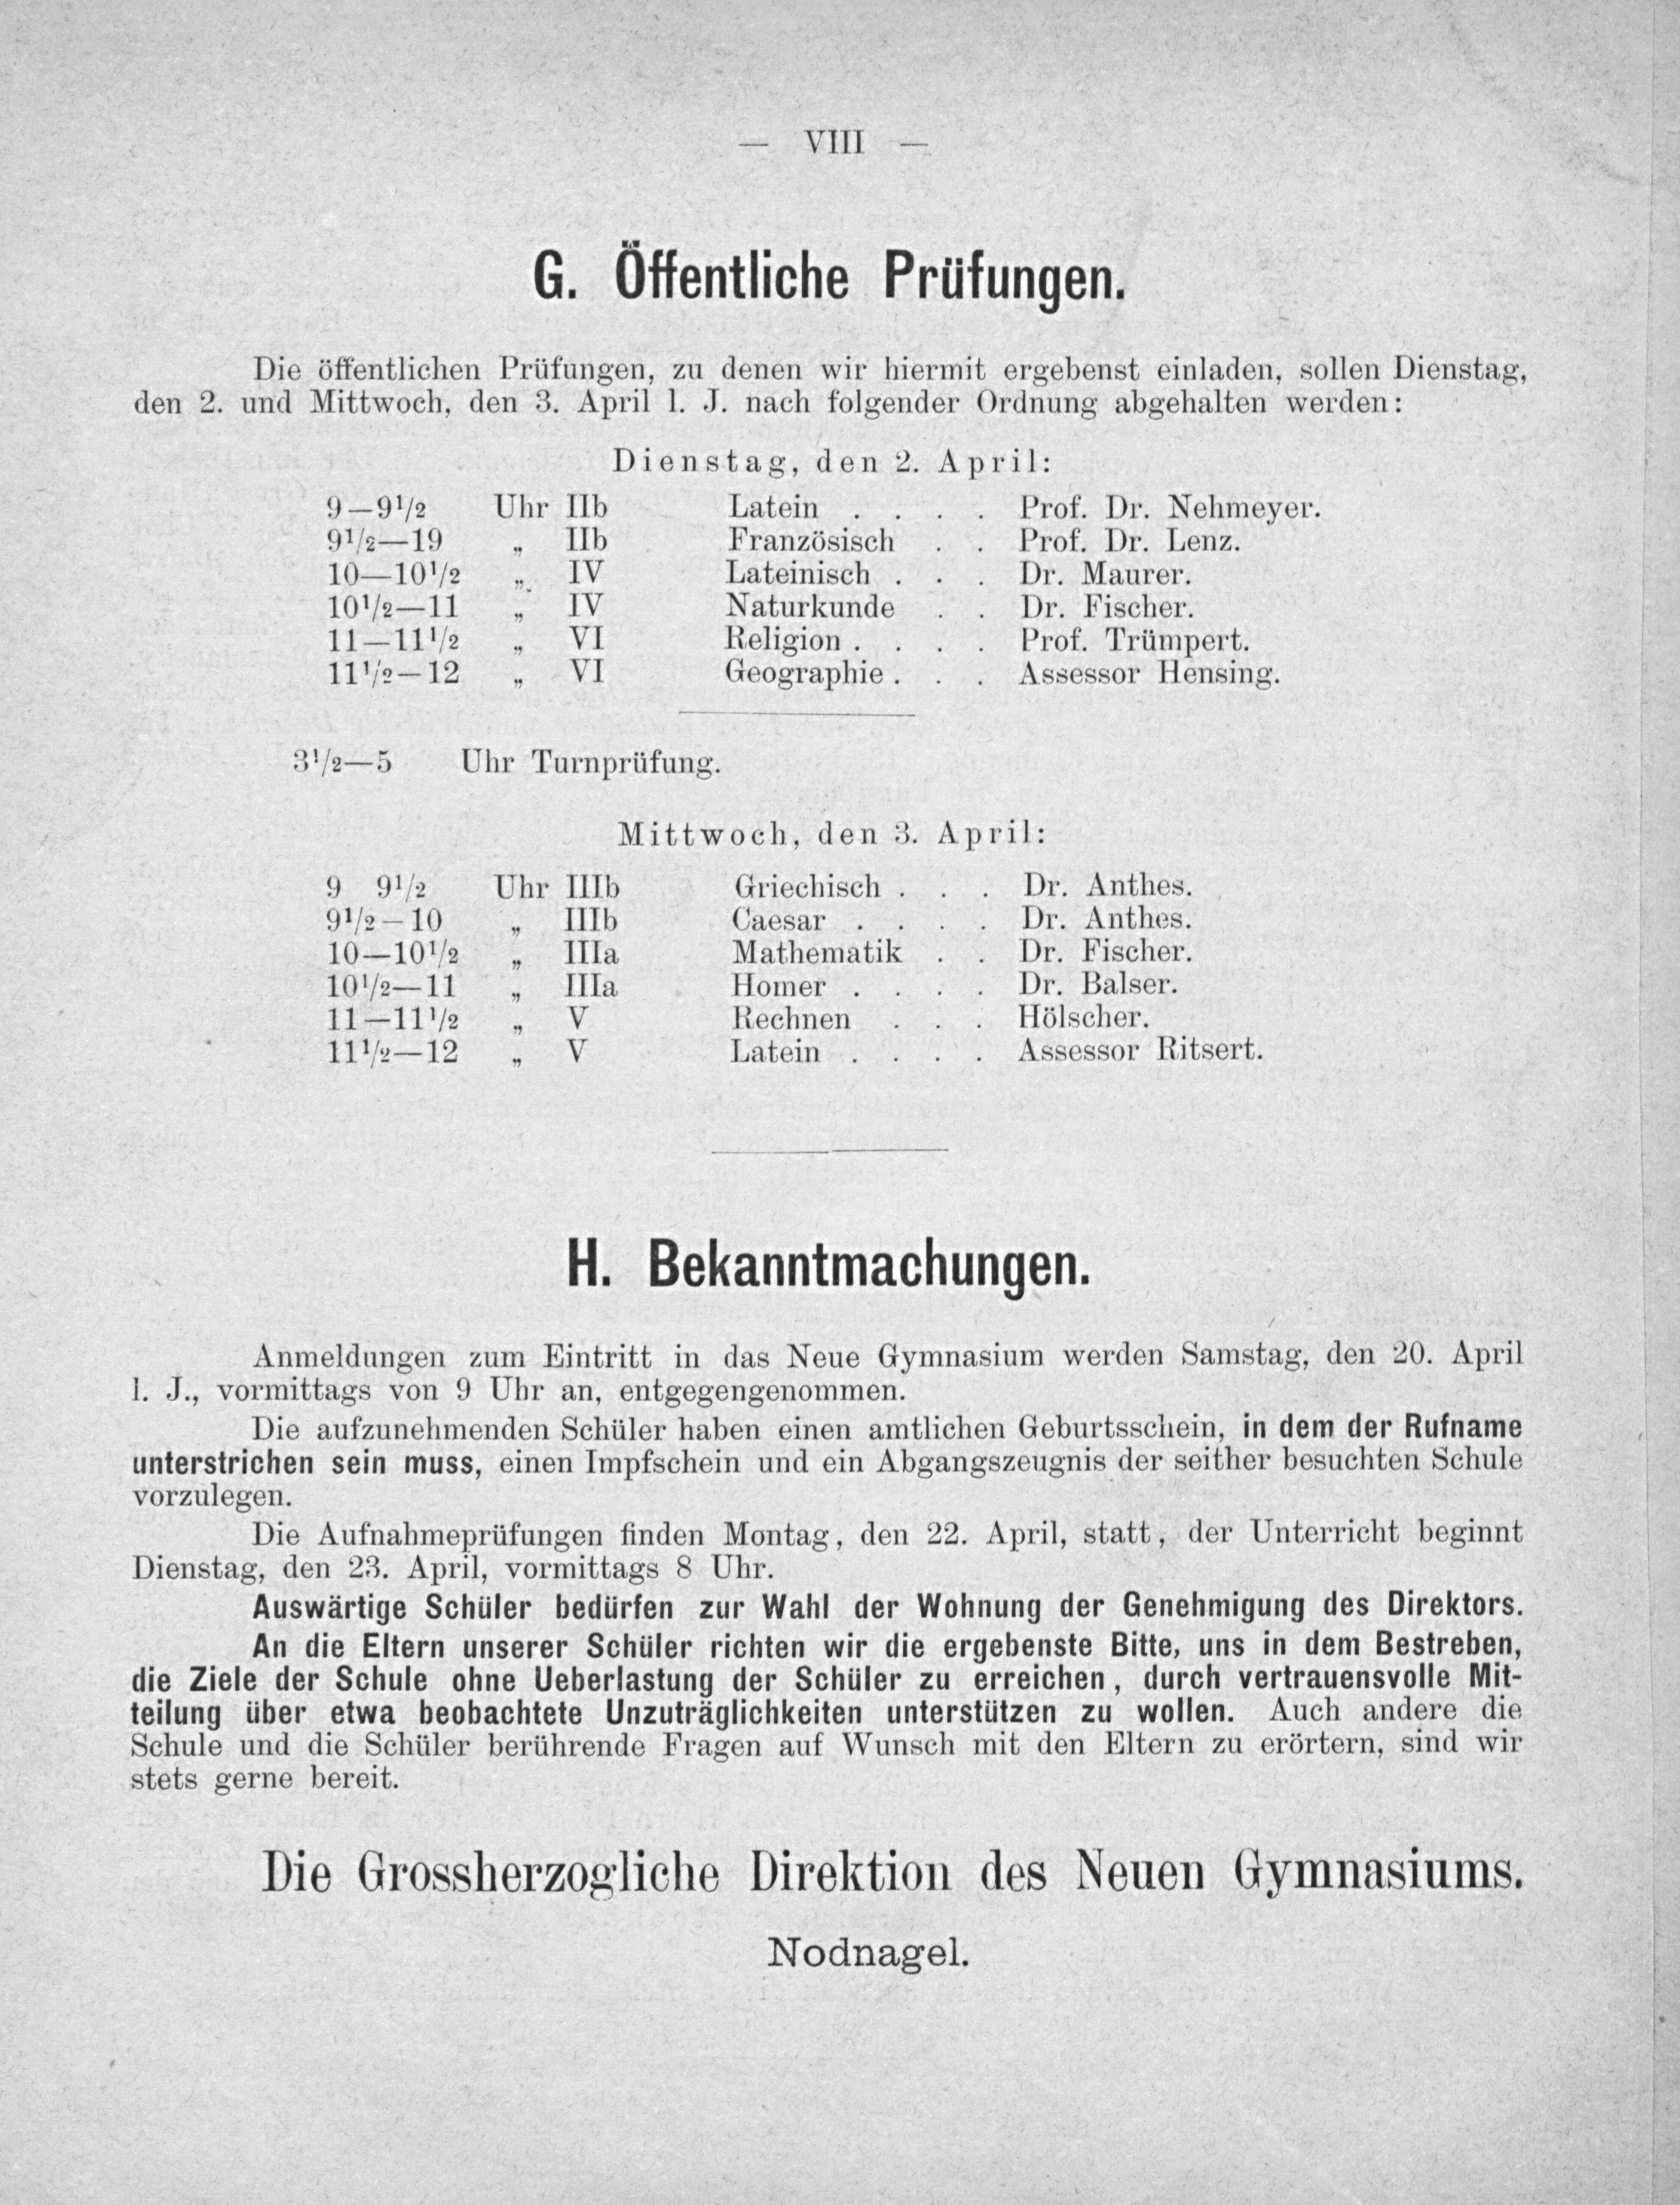 — VIII —
G. Öffentliche Prüfungen.
Die öffentlichen Prüfungen, zu denen wir hiermit ergebenst einladen, sollen Dienstag,
den 2. und Mittwoch, den 3. April l. J. nach folgender Ordnung abgehalten werden:
Dienstag, den 2. April:
9—9¹/₂ Uhr IIb Latein . . . . Prof. Dr. Nehmeyer.
9¹/₂—19 „ IIb Französisch . . Prof. Dr. Lenz.
10—10¹/₂ „ IV Lateinisch . . . Dr. Maurer.
10¹/₂—11 „ IV Naturkunde . . Dr. Fischer.
11—11¹/₂ „ VI Religion . . . . Prof. Trümpert.
11¹/₂—12 „ VI Geographie . . . Assessor Hensing.
3¹/₂—5 Uhr Turnprüfung.
Mittwoch, den 3. April:
9 9¹/₂ Uhr IIIb Griechisch . . . Dr. Anthes.
9¹/₂—10 „ IIIb Caesar . . . . Dr. Anthes.
10—10¹/₂ „ IIIa Mathematik . . Dr. Fischer.
10¹/₂—11 „ IIIa Homer . . . . Dr. Balser.
11—11¹/₂ „ V Rechnen . . . Hölscher.
11¹/₂—12 „ V Latein . . . . Assessor Ritsert.
H. Bekanntmachungen.
Anmeldungen zum Eintritt in das Neue Gymnasium werden Samstag, den 20. April
l. J., vormittags von 9 Uhr an, entgegengenommen.
Die aufzunehmenden Schüler haben einen amtlichen Geburtsschein, in dem der Rufname
unterstrichen sein muss, einen Impfschein und ein Abgangszeugnis der seither besuchten Schule
vorzulegen.
Die Aufnahmeprüfungen finden Montag, den 22. April, statt, der Unterricht beginnt
Dienstag, den 23. April, vormittags 8 Uhr.
Auswärtige Schüler bedürfen zur Wahl der Wohnung der Genehmigung des Direktors.
An die Eltern unserer Schüler richten wir die ergebenste Bitte, uns in dem Bestreben,
die Ziele der Schule ohne Ueberlastung der Schüler zu erreichen, durch vertrauensvolle Mit-
teilung über etwa beobachtete Unzuträglichkeiten unterstützen zu wollen. Auch andere die
Schule und die Schüler berührende Fragen auf Wunsch mit den Eltern zu erörtern, sind wir
stets gerne bereit.
Die Grossherzogliche Direktion des Neuen Gymnasiums.
Nodnagel.